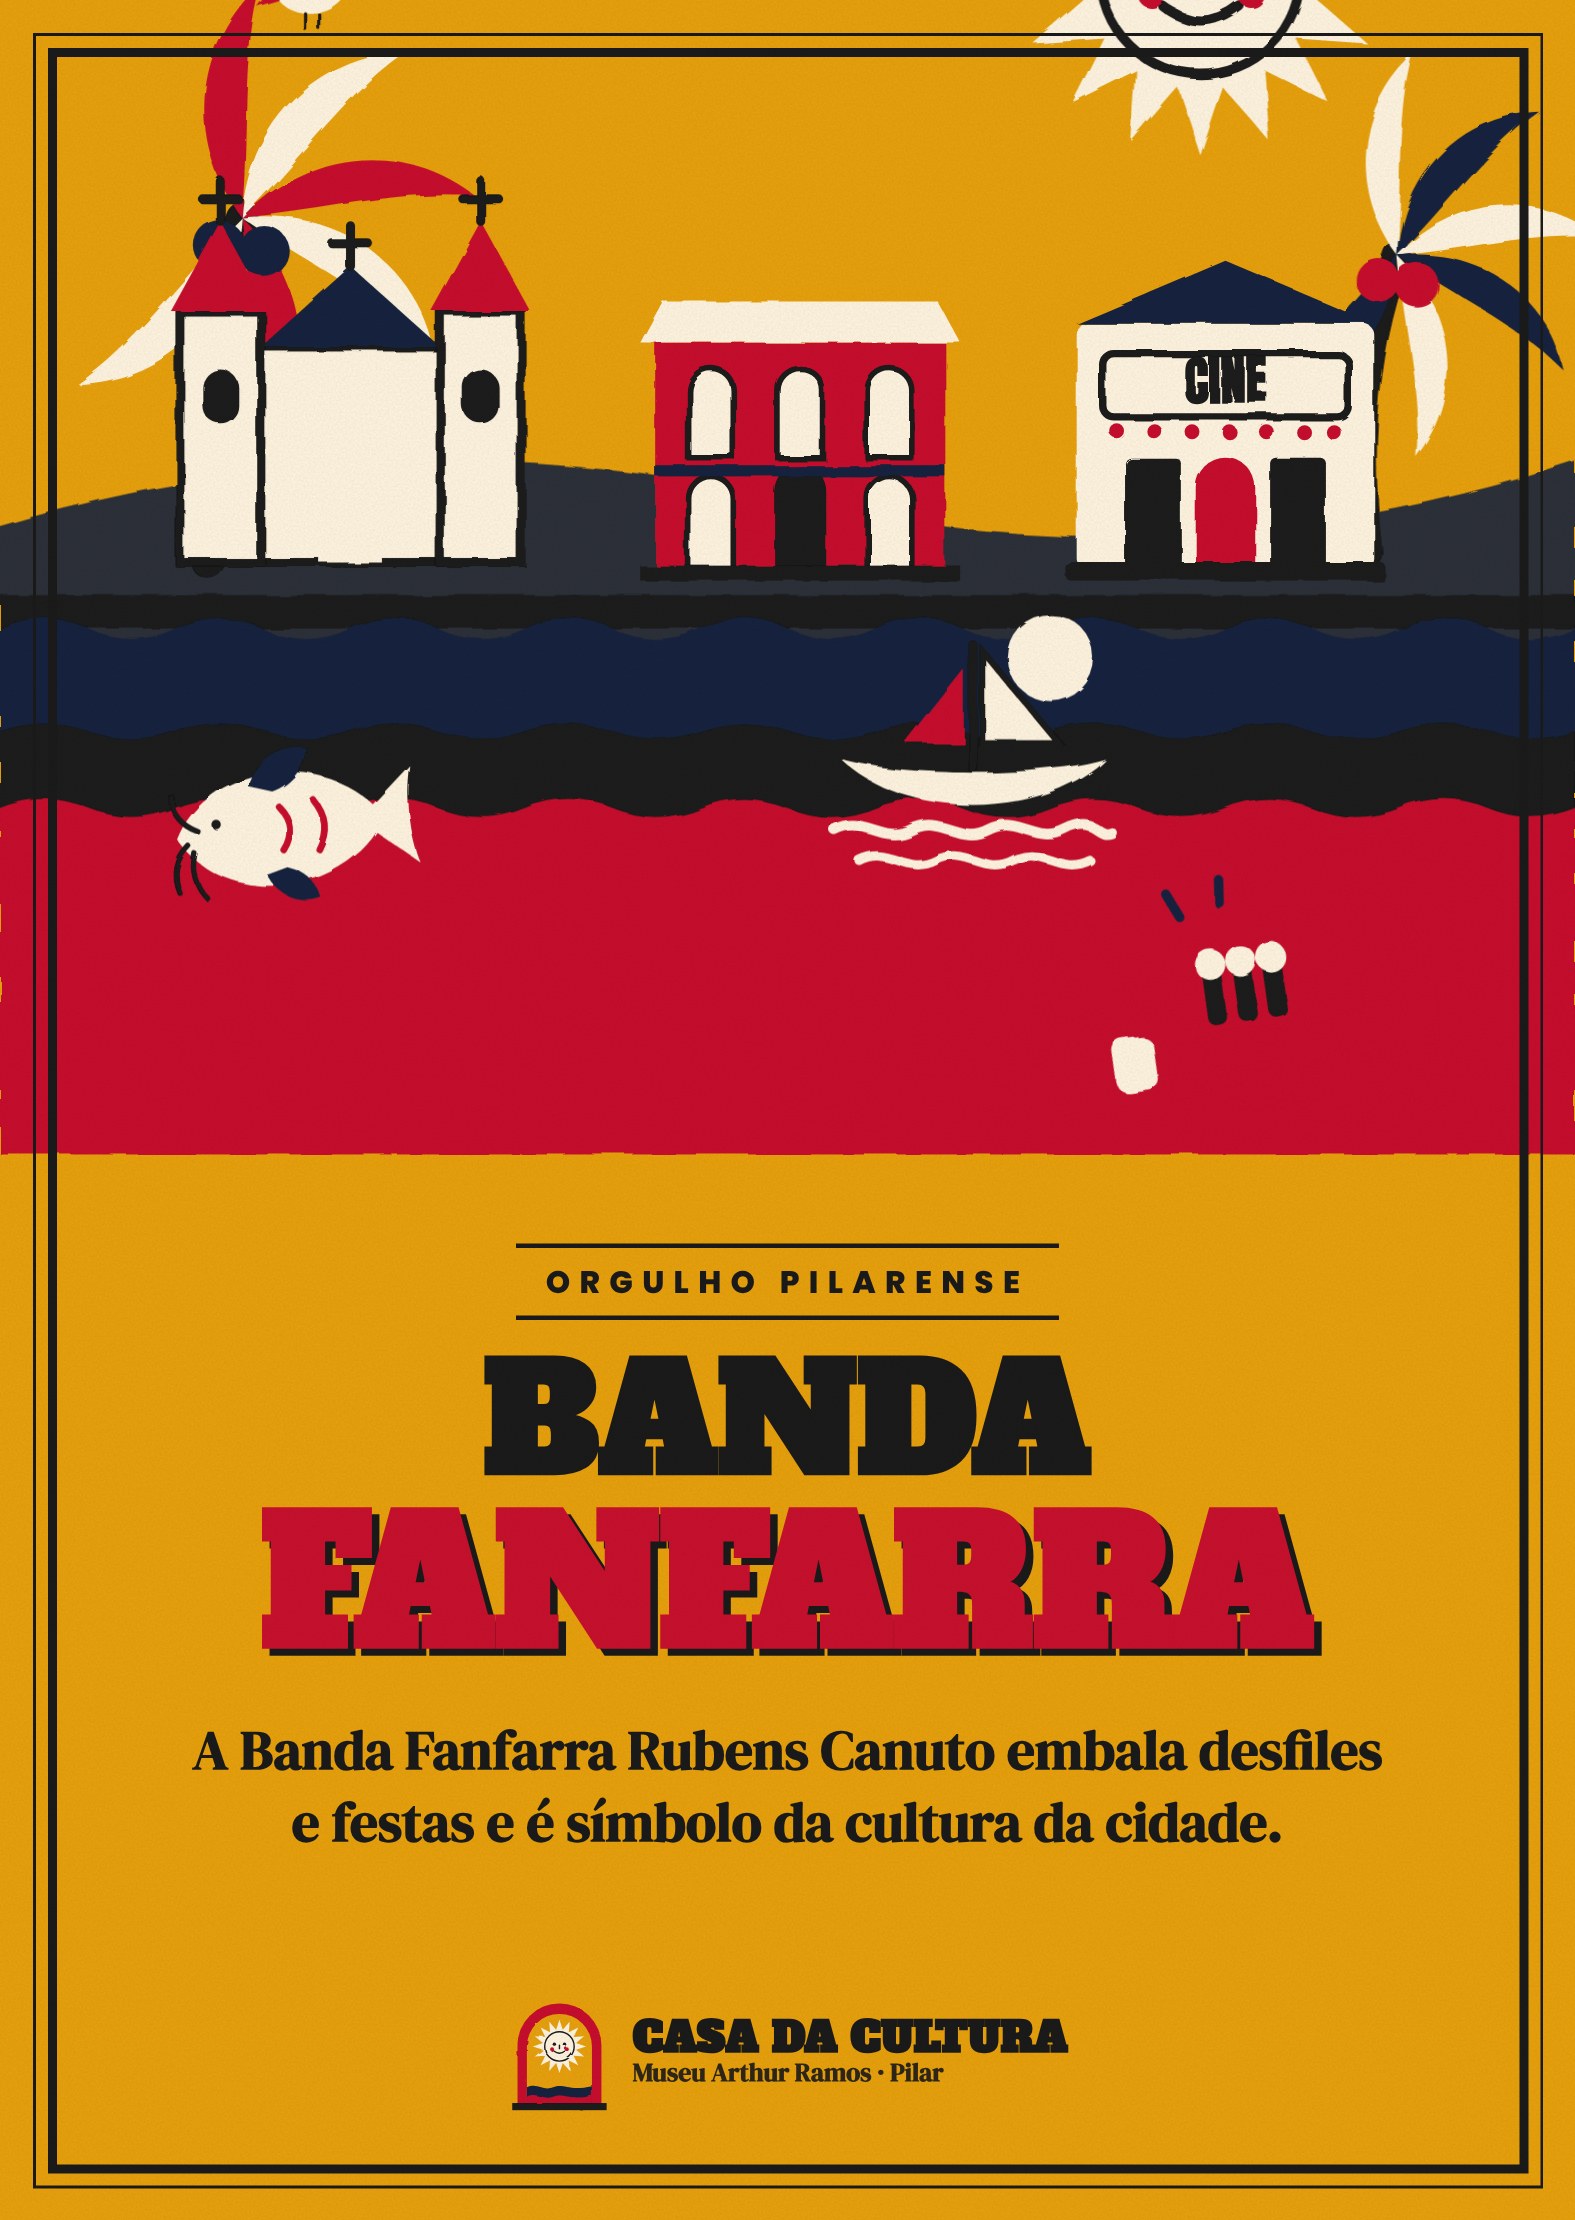 CINE
ORGULHO PILARENSE
BANDA
FANFARRA
A Banda Fanfarra Rubens Canuto embala desfiles
e festas e é símbolo da cultura da cidade.
CASA DA CULTURA
Museu Arthur Ramos • Pilar